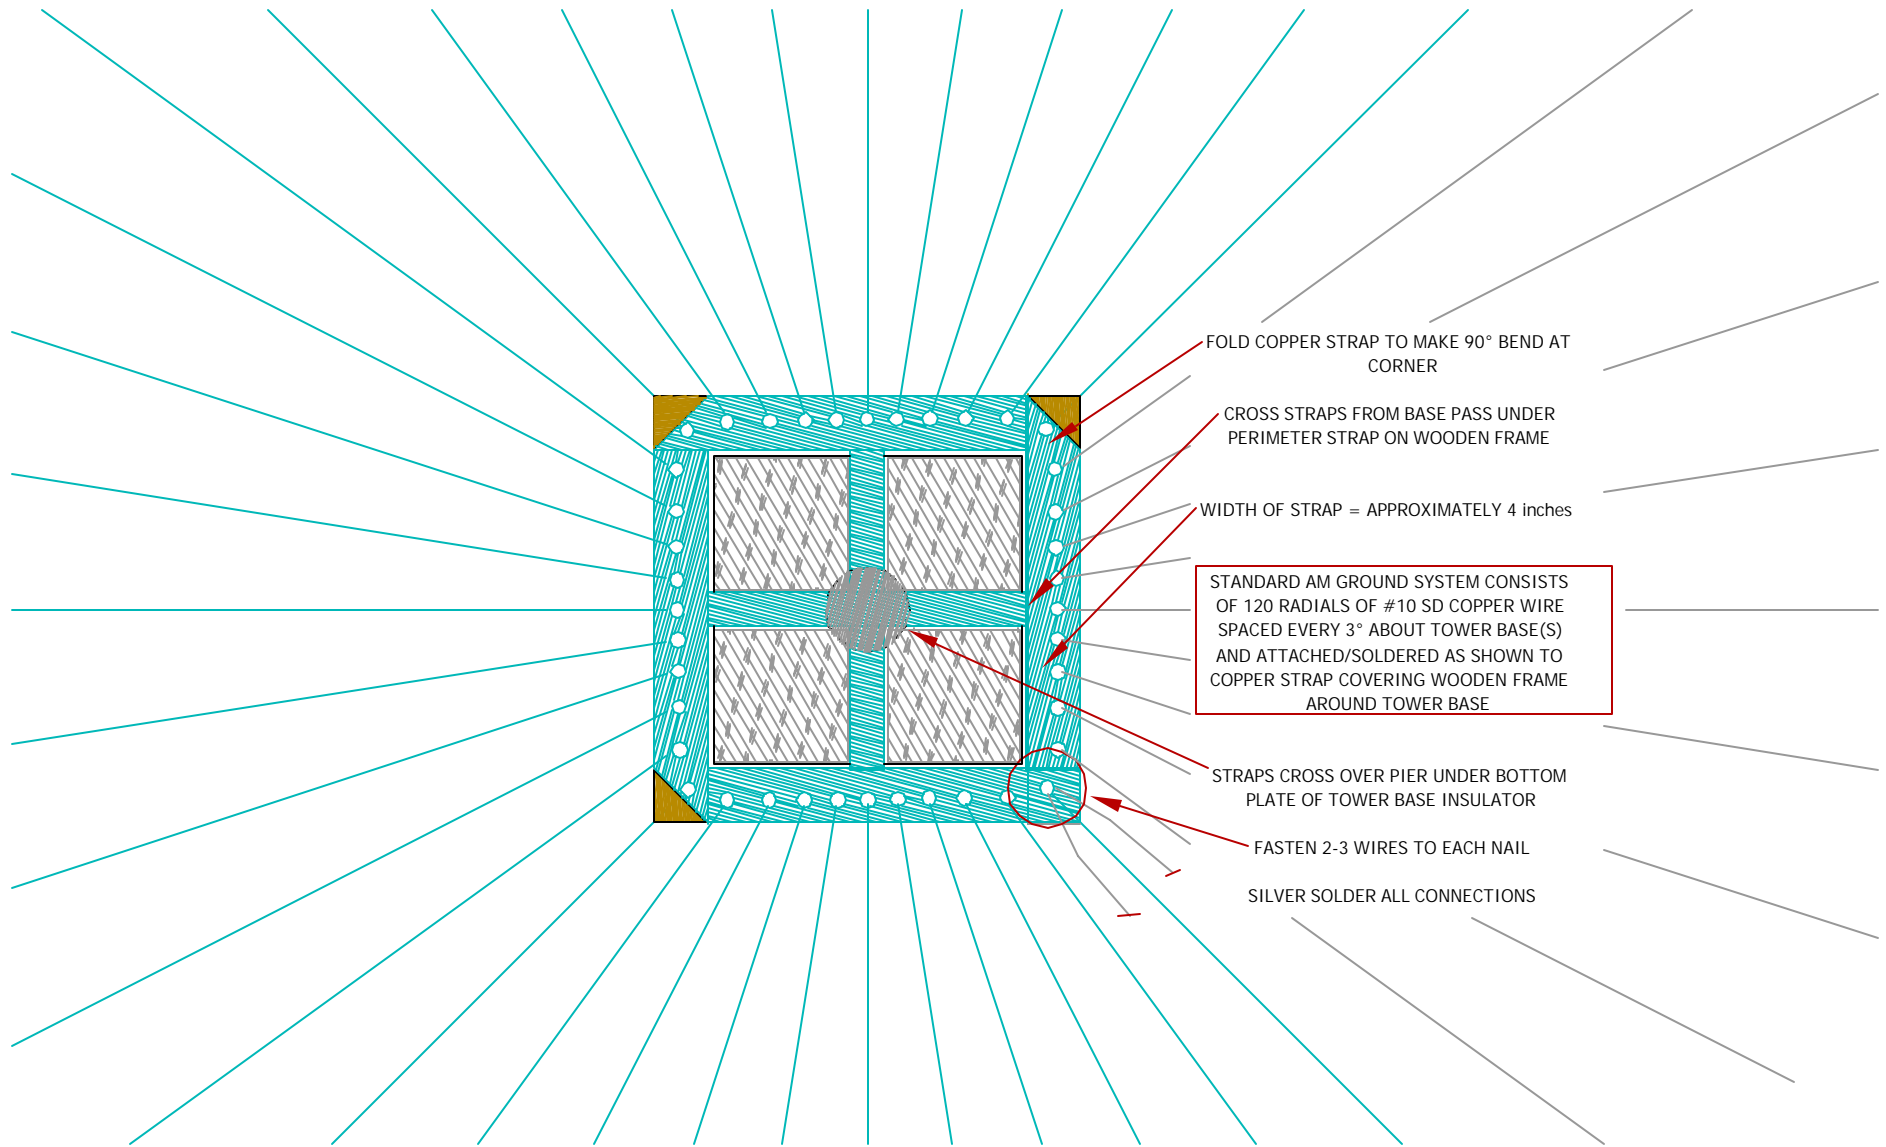 FOLD COPPER STRAP TO MAKE 90° BEND AT
CORNER
CROSS STRAPS FROM BASE PASS UNDER
PERIMETER STRAP ON WOODEN FRAME
WIDTH OF STRAP = APPROXIMATELY 4 inches
STANDARD AM GROUND SYSTEM CONSISTS
OF 120 RADIALS OF #10 SD COPPER WIRE
SPACED EVERY 3° ABOUT TOWER BASE(S)
AND ATTACHED/SOLDERED AS SHOWN TO
COPPER STRAP COVERING WOODEN FRAME
AROUND TOWER BASE
STRAPS CROSS OVER PIER UNDER BOTTOM
PLATE OF TOWER BASE INSULATOR
FASTEN 2-3 WIRES TO EACH NAIL
SILVER SOLDER ALL CONNECTIONS